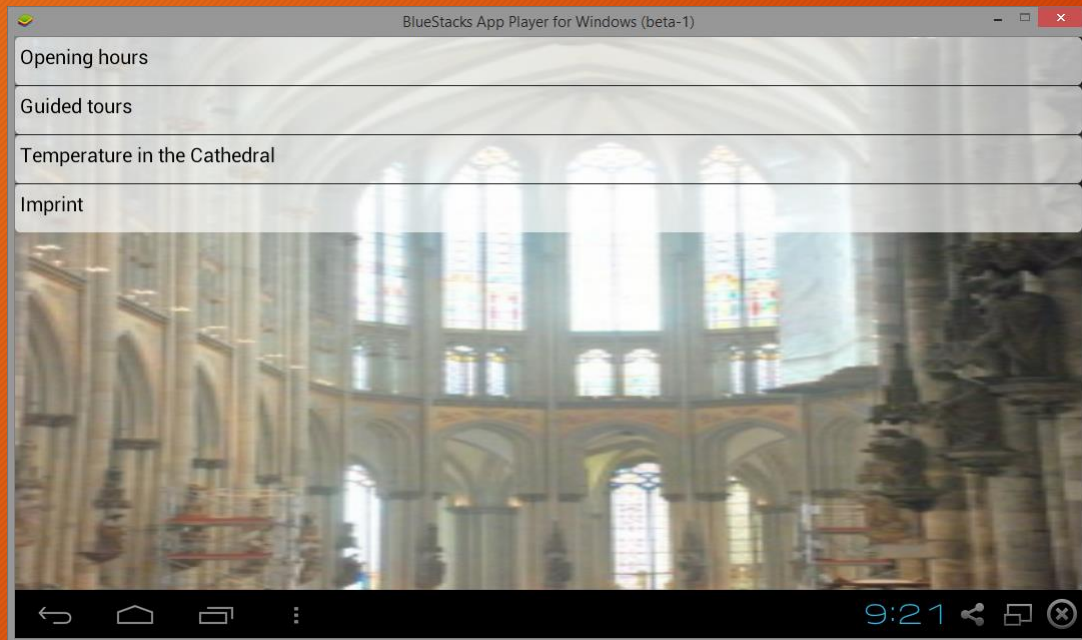 BlueStacks App Player for Windows (beta-1)
Opening hours
Guided tours
Temperature in the Cathedral
Imprint
9:21